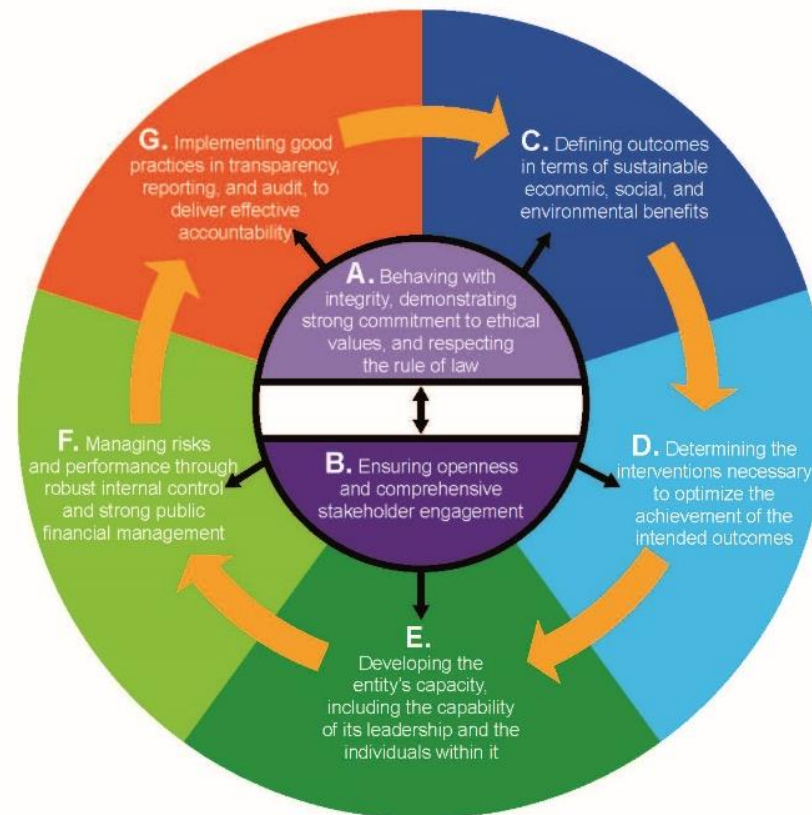 A. Behaving with
integrity, demonstrating
strong commitment to ethical
values, and respecting
the rule of law
B. Ensuring openness
and comprehensive
stakeholder engagement
C. Defining outcomes
in terms of sustainable
economic, social, and
environmental benefits
D. Determining the
interventions necessary
to optimize the
achievement of the
intended outcomes
E.
Developing the
entity's capacity,
including the capability
of its leadership and the
individuals within it
F. Managing risks
and performance through
robust internal control
and strong public
financial management
G. Implementing good
practices in transparency,
reporting, and audit, to
deliver effective
accountability